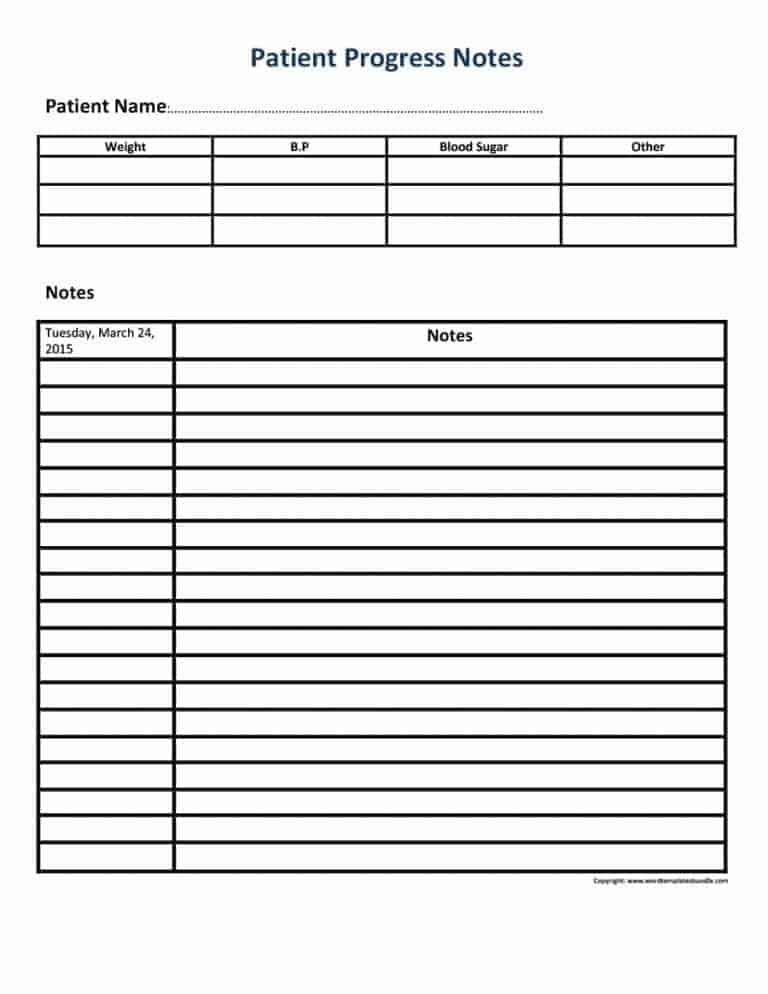 Patient Progress Notes
Patient Name:..........................................................................................................
Weight B.P Blood Sugar Other
Notes
Tuesday, March 24,
2015
Notes
Copyright: www.wordtemplatesbundle.com